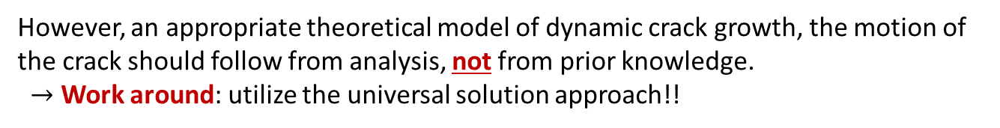 However, an appropriate theoretical model of dynamic crack growth, the motion of
the crack should follow from analysis, not from prior knowledge.
→ Work around: utilize the universal solution approach!!